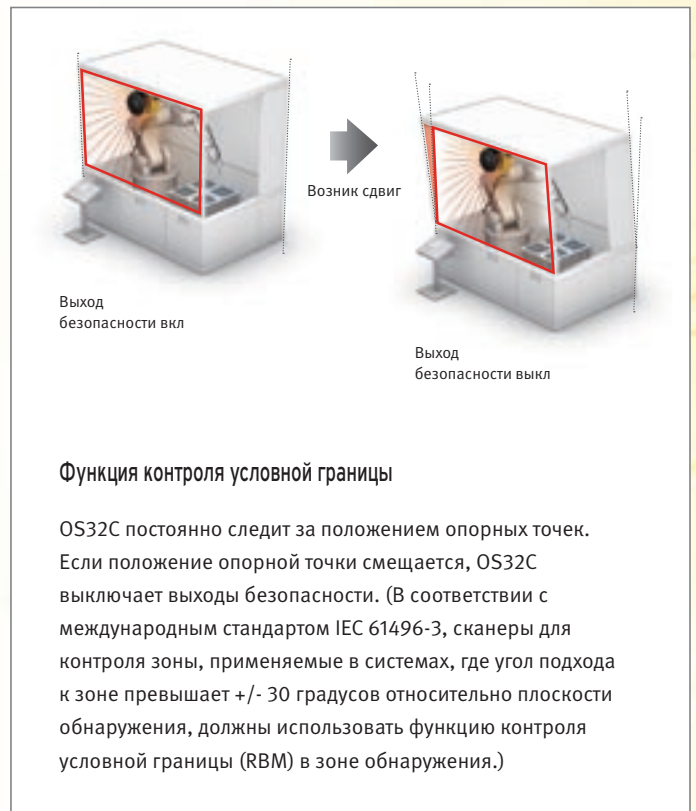 Возник сдвиг
Выход
безопасности вкл
Выход
безопасности выкл
Функция контроля условной границы
OS32C постоянно следит за положением опорных точек.
Если положение опорной точки смещается, OS32C
выключает выходы безопасности. (В соответствии с
международным стандартом IEC 61496-3, сканеры для
контроля зоны, применяемые в системах, где угол подхода
к зоне превышает +/- 30 градусов относительно плоскости
обнаружения, должны использовать функцию контроля
условной границы (RBM) в зоне обнаружения.)